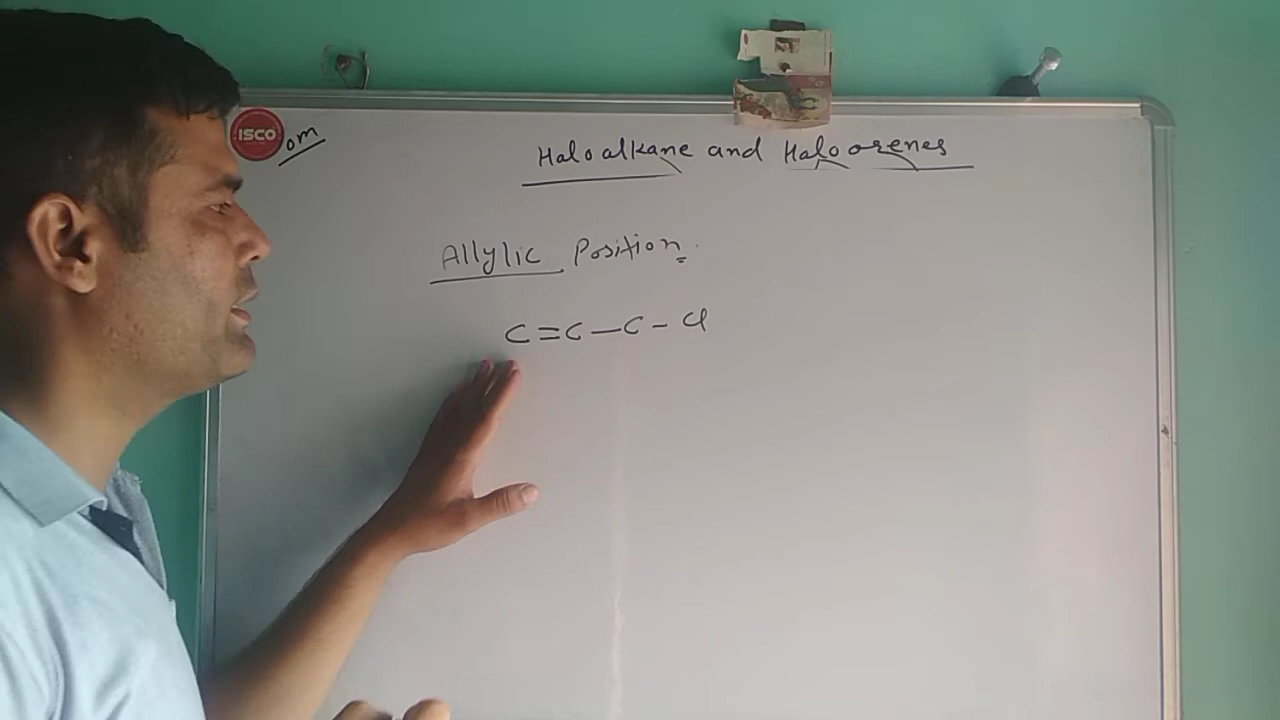 ISCO
om
Haloalkane and Haloarenes
Allylic Position
C=C-C-Cl